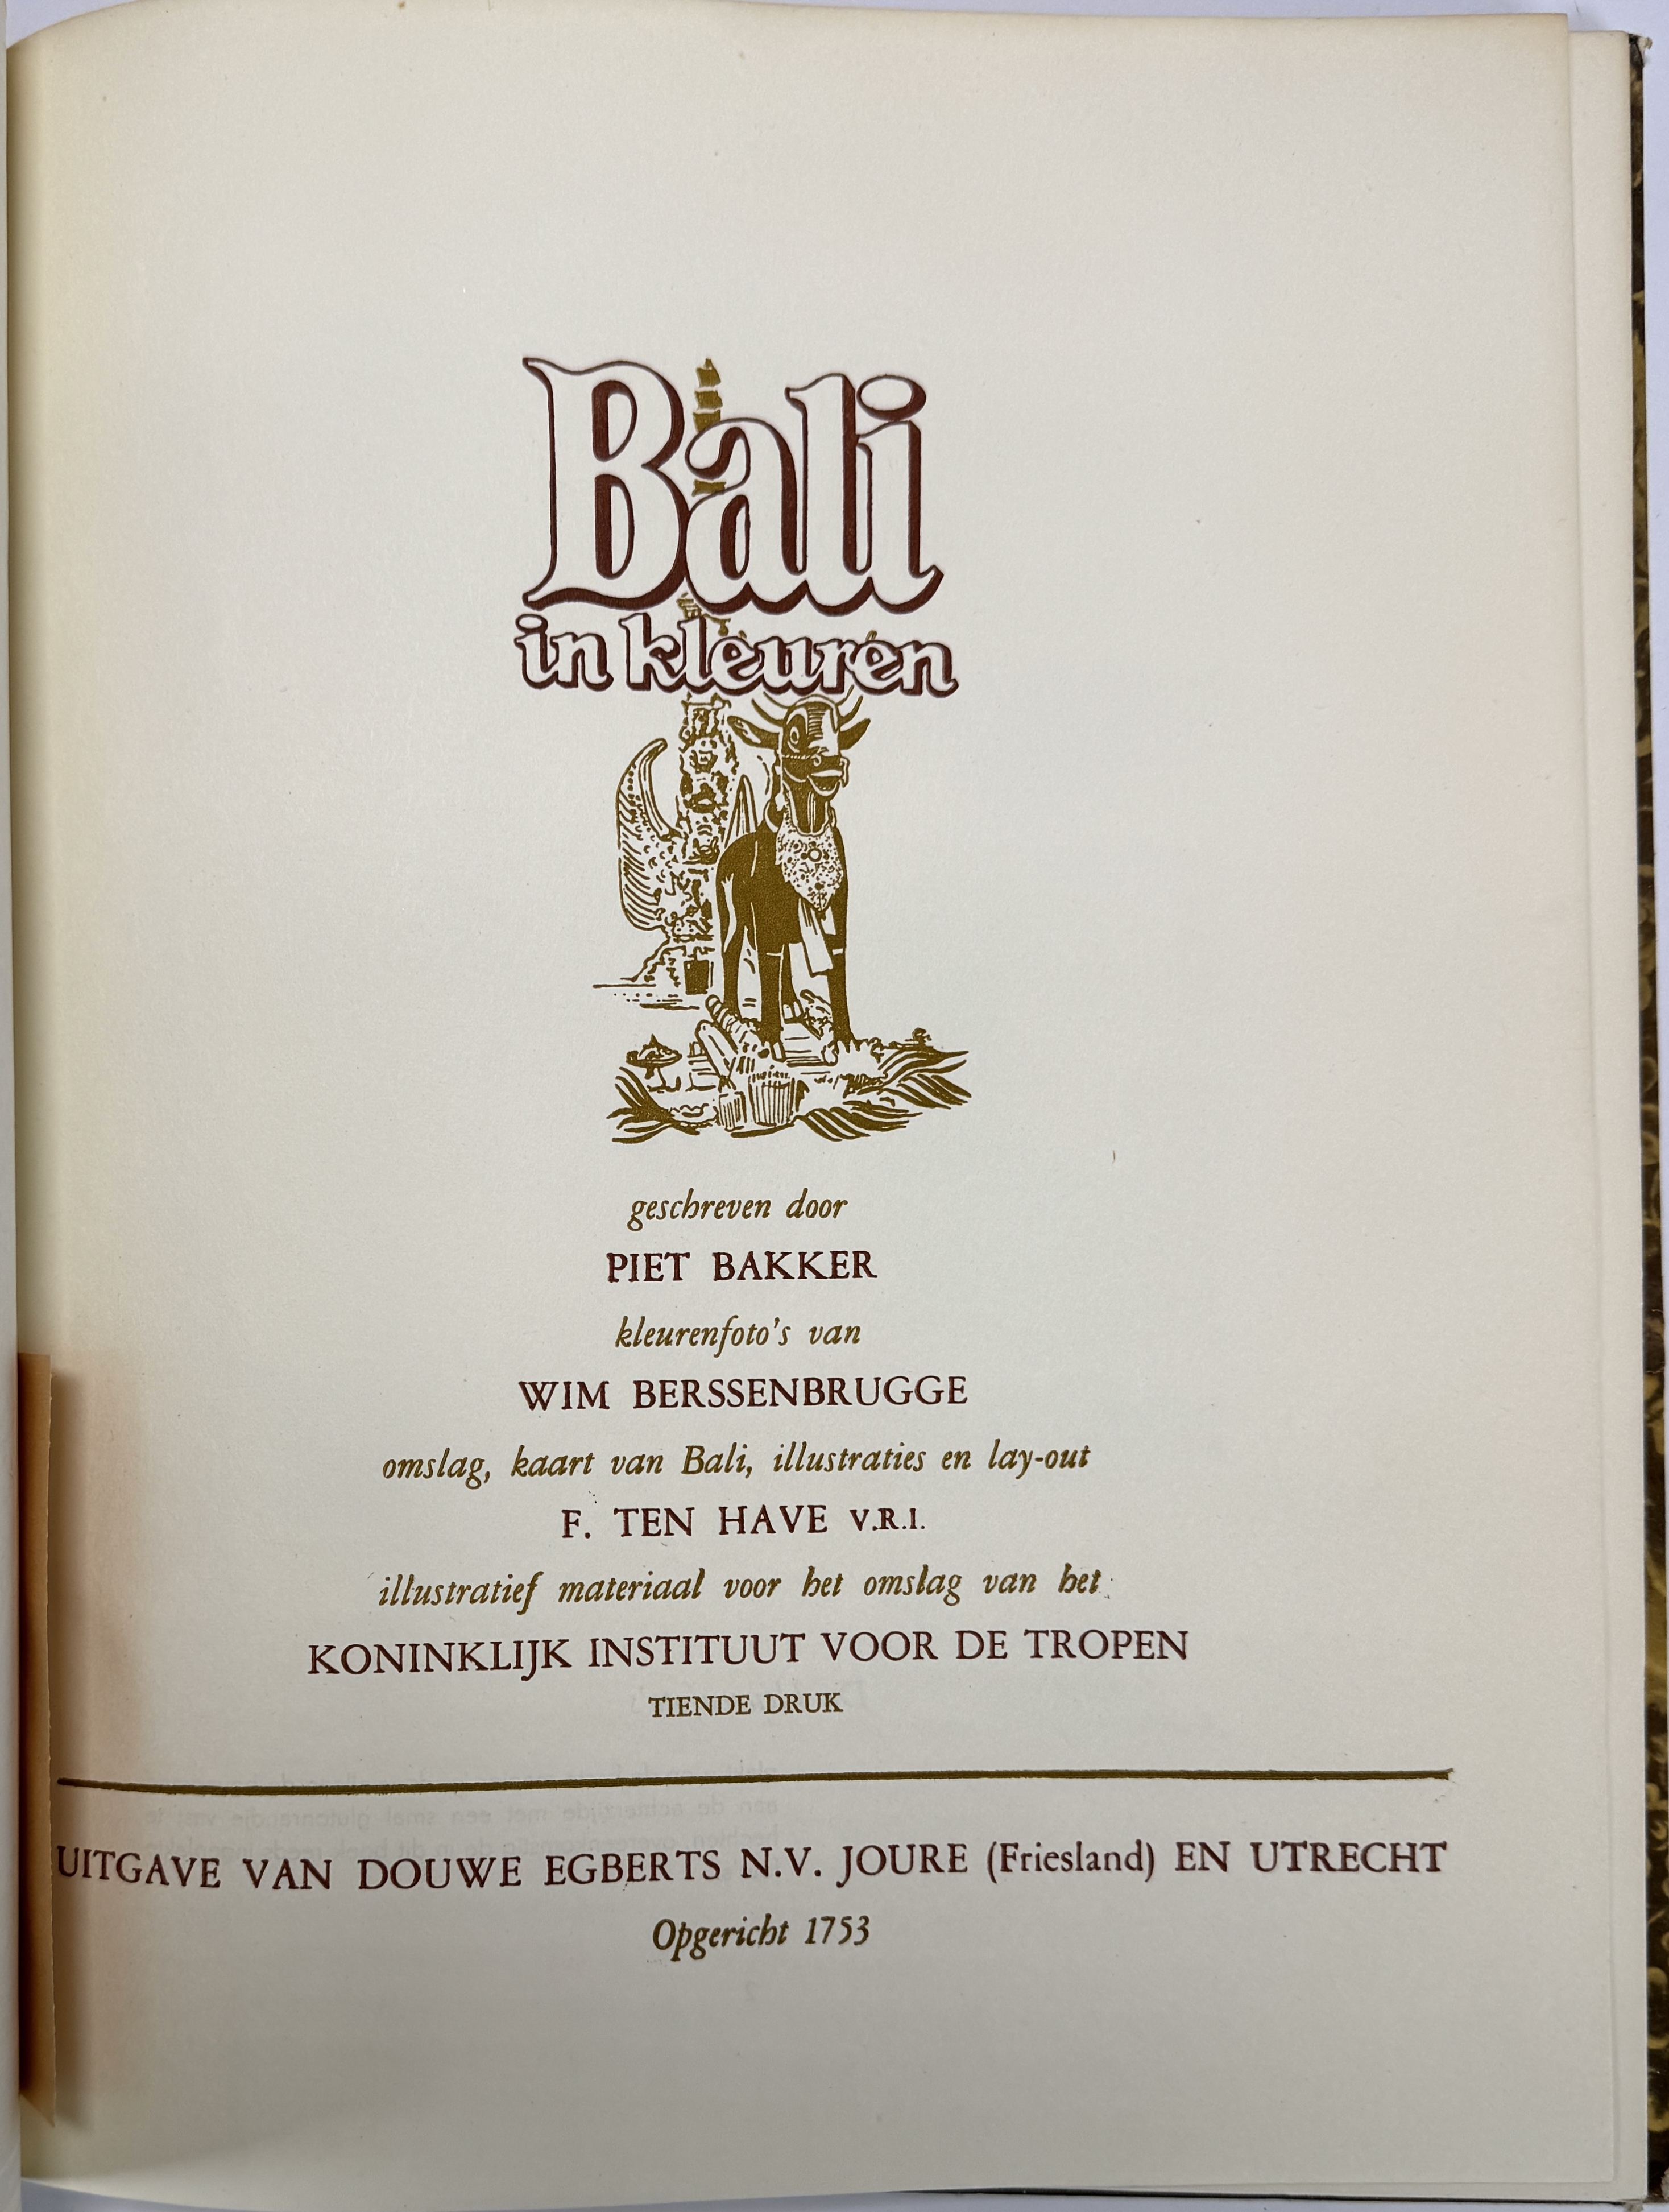 Bali
in kleuren
geschreven door
PIET BAKKER
kleurenfoto's van
WIM BERSSENBRUGGE
omslag, kaart van Bali, illustraties en lay-out
F. TEN HAVE V.R.I.
illustratief materiaal voor het omslag van het
KONINKLIJK INSTITUUT VOOR DE TROPEN
TIENDE DRUK
UITGAVE VAN DOUWE EGBERTS N.V. JOURE (Friesland) EN UTRECHT
Opgericht 1753